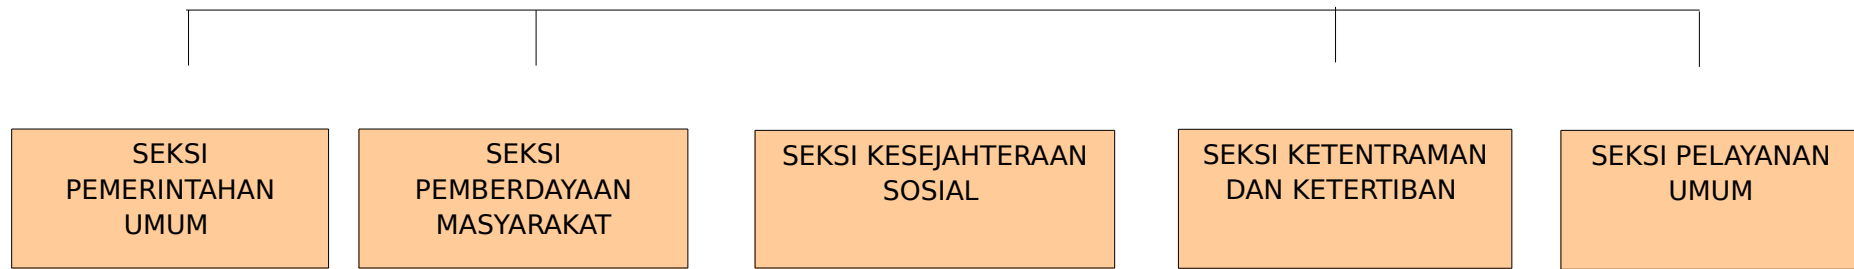 SEKSI
PEMERINTAHAN
UMUM
SEKSI
PEMBERDAYAAN
MASYARAKAT
SEKSI KESEJAHTERAAN
SOSIAL
SEKSI KETENTRAMAN
DAN KETERTIBAN
SEKSI PELAYANAN
UMUM